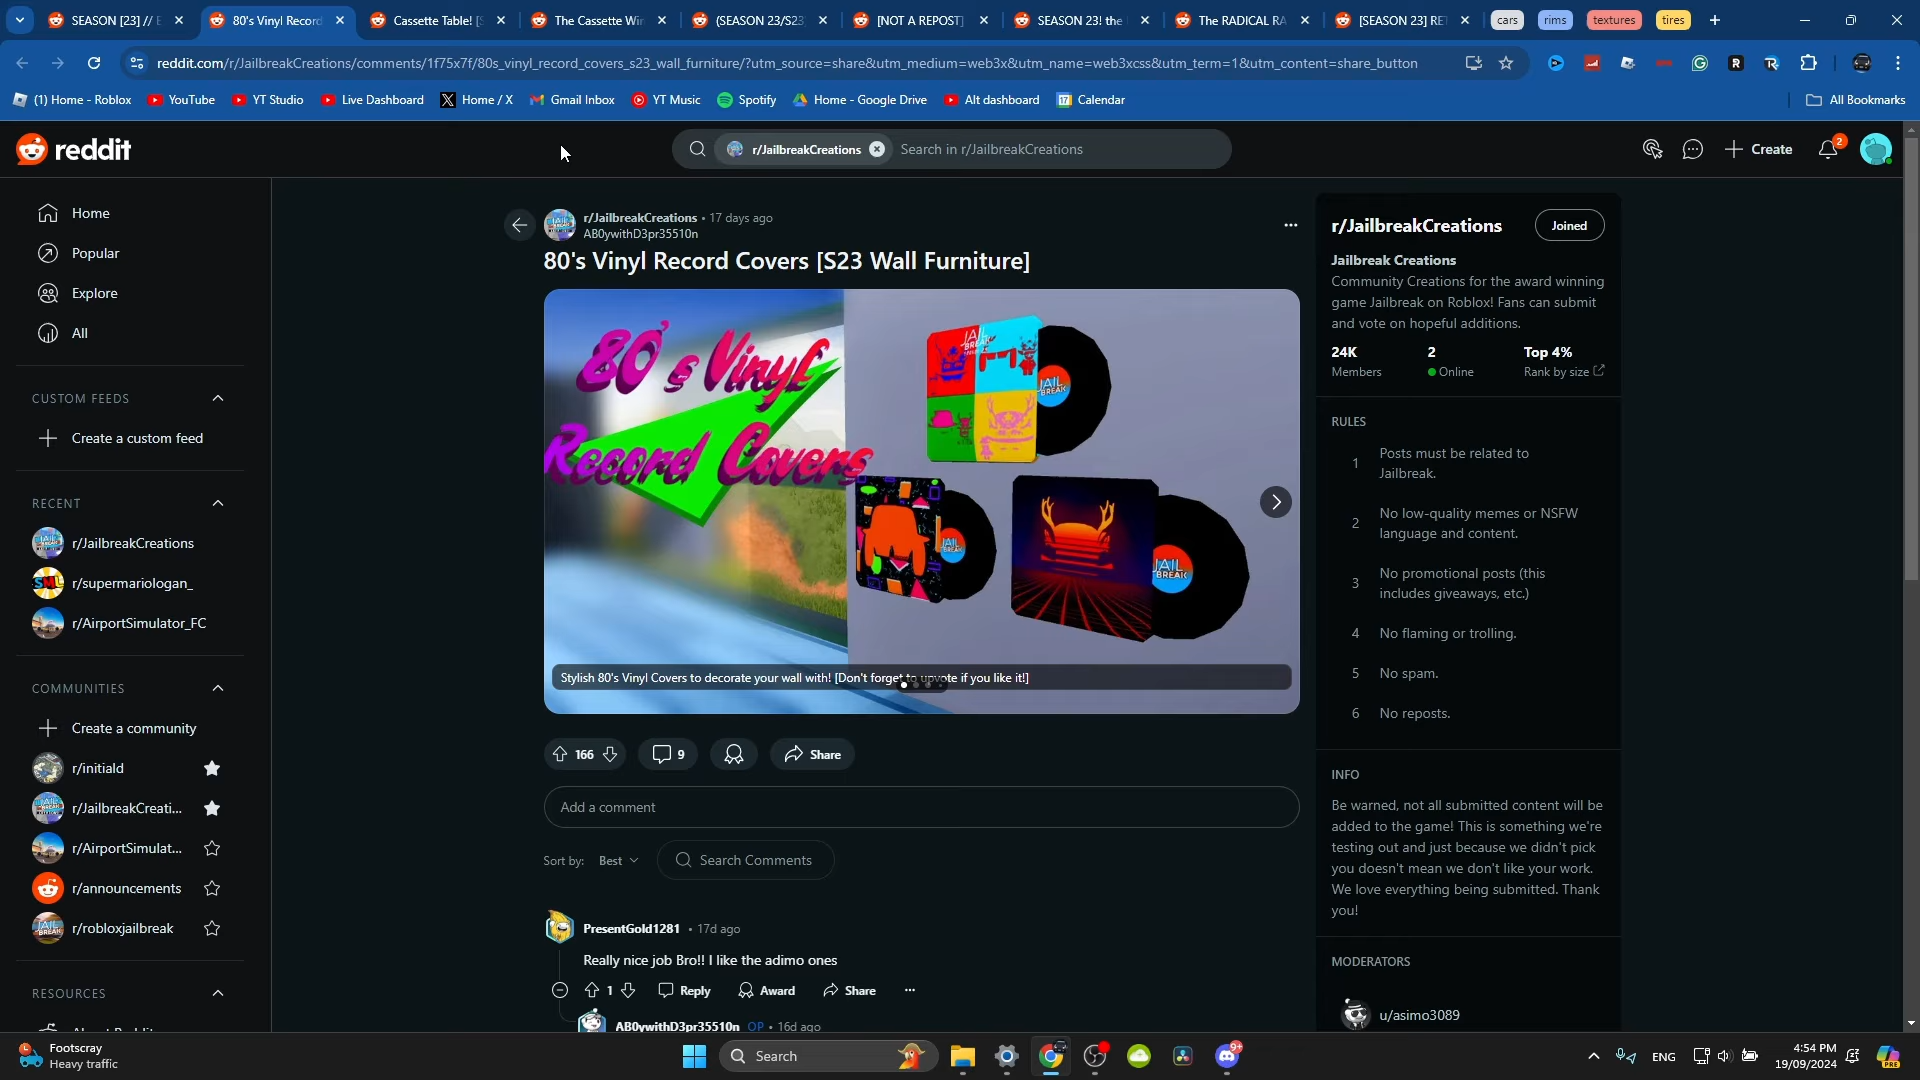 SEASON [23] // E
80's Vinyl Record
Cassette Table! [S
The Cassette Win
(SEASON 23/S23
[NOT A REPOST]
SEASON 23! the
The RADICAL RA
[SEASON 23] RET
cars
rims
textures
tires
reddit.com/r/JailbreakCreations/comments/1f75x7f/80s_vinyl_record_covers_s23_wall_furniture/?utm_source=share&utm_medium=web3x&utm_name=web3xcss&utm_term=1&utm_content=share_button
(1) Home - Roblox
YouTube
YT Studio
Live Dashboard
Home / X
Gmail Inbox
YT Music
Spotify
Home - Google Drive
Alt dashboard
Calendar
All Bookmarks
reddit
r/JailbreakCreations
Search in r/JailbreakCreations
Create
2
Home
Popular
Explore
All
CUSTOM FEEDS
Create a custom feed
RECENT
r/JailbreakCreations
r/supermariologan_
r/AirportSimulator_FC
COMMUNITIES
Create a community
r/initiald
r/JailbreakCreati...
r/AirportSimulat...
r/announcements
r/robloxjailbreak
RESOURCES
r/JailbreakCreations • 17 days ago
AB0ywithD3pr35510n
80's Vinyl Record Covers [S23 Wall Furniture]
80's Vinyl
Record Covers
JAIL
BREAK
JAIL
BREAK
JAIL
BREAK
JAIL
BREAK
Stylish 80's Vinyl Covers to decorate your wall with! [Don't forget to upvote if you like it!]
166
9
Share
Add a comment
Sort by: Best
Search Comments
PresentGold1281 • 17d ago
Really nice job Bro!! I like the adimo ones
1
Reply
Award
Share
AB0ywithD3pr35510n OP • 16d ago
r/JailbreakCreations
Joined
Jailbreak Creations
Community Creations for the award winning
game Jailbreak on Roblox! Fans can submit
and vote on hopeful additions.
24K
Members
2
Online
Top 4%
Rank by size
RULES
1 Posts must be related to
Jailbreak.
2 No low-quality memes or NSFW
language and content.
3 No promotional posts (this
includes giveaways, etc.)
4 No flaming or trolling.
5 No spam.
6 No reposts.
INFO
Be warned, not all submitted content will be
added to the game! This is something we're
testing out and just because we didn't pick
you doesn't mean we don't like your work.
We love everything being submitted. Thank
you!
MODERATORS
u/asimo3089
Footscray
Heavy traffic
Search
9+
ENG
4:54 PM
19/09/2024